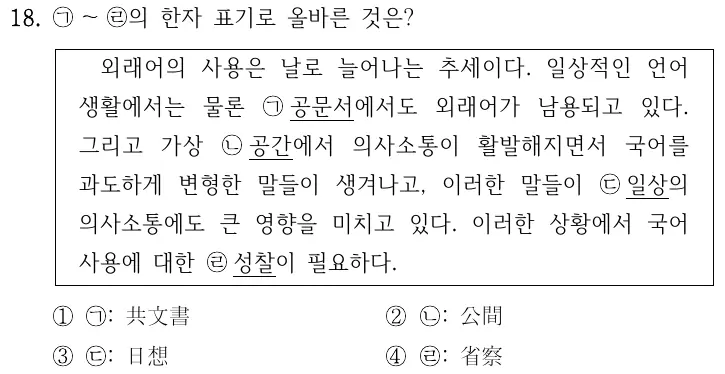 18. ㉠ ~ ㉣의 한자 표기로 올바른 것은?
외래어의 사용은 날로 늘어나는 추세이다. 일상적인 언어
생활에서는 물론 ㉠ 공문서에서도 외래어가 남용되고 있다.
그리고 가상 ㉡ 공간에서 의사소통이 활발해지면서 국어를
과도하게 변형한 말들이 생겨나고, 이러한 말들이 ㉢ 일상의
의사소통에도 큰 영향을 미치고 있다. 이러한 상황에서 국어
사용에 대한 ㉣ 성찰이 필요하다.
① ㉠: 共文書 ② ㉡: 公間
③ ㉢: 日想 ④ ㉣: 省察